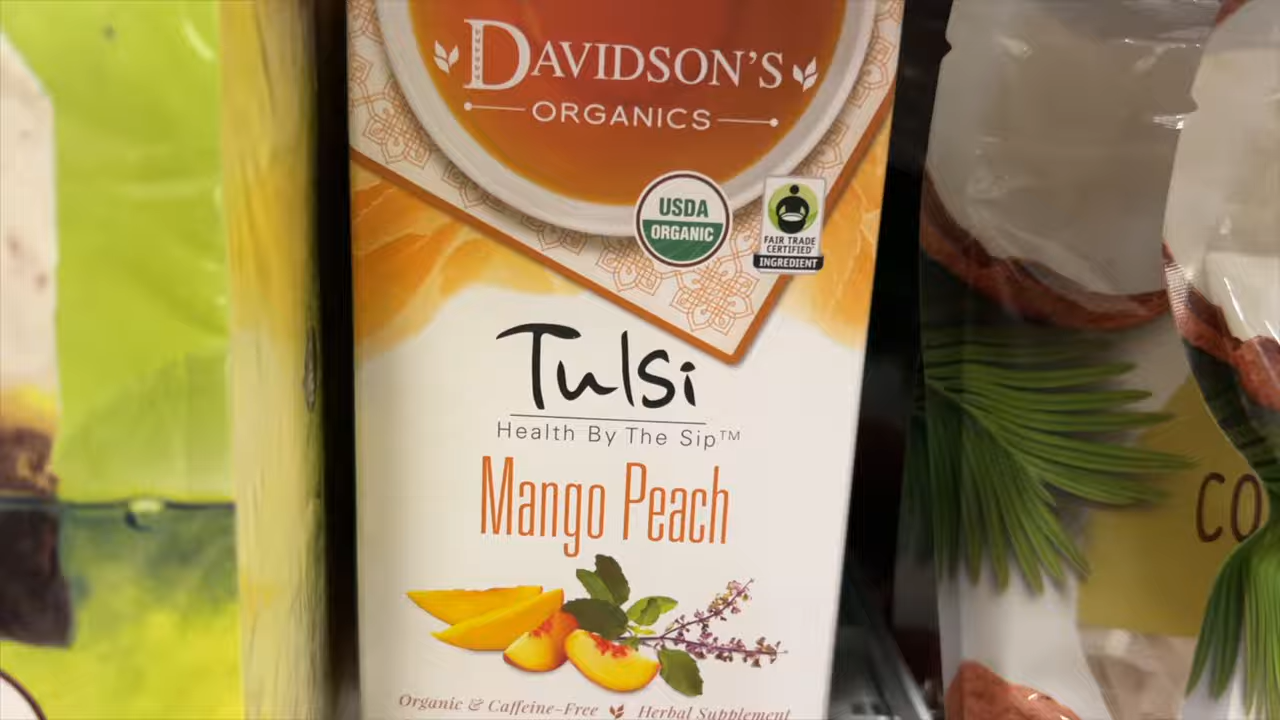 DAVIDSON'S
ORGANICS
USDA
ORGANIC
FAIR TRADE
CERTIFIED
INGREDIENT
Tulsi
Health By The Sip™
Mango Peach
Organic & Caffeine-Free Herbal Supplement
CO